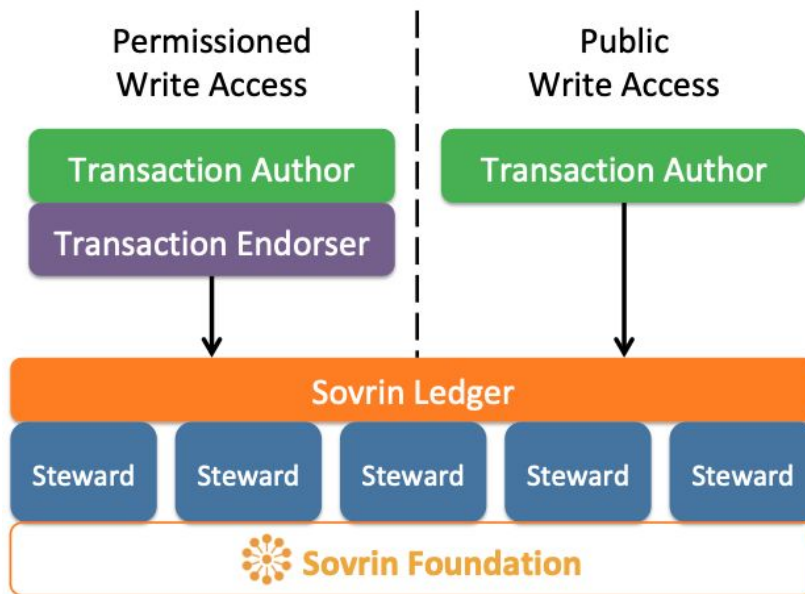 Permissioned
Write Access
Public
Write Access
Transaction Author
Transaction Endorser
Transaction Author
Sovrin Ledger
Steward
Steward
Steward
Steward
Steward
Sovrin Foundation